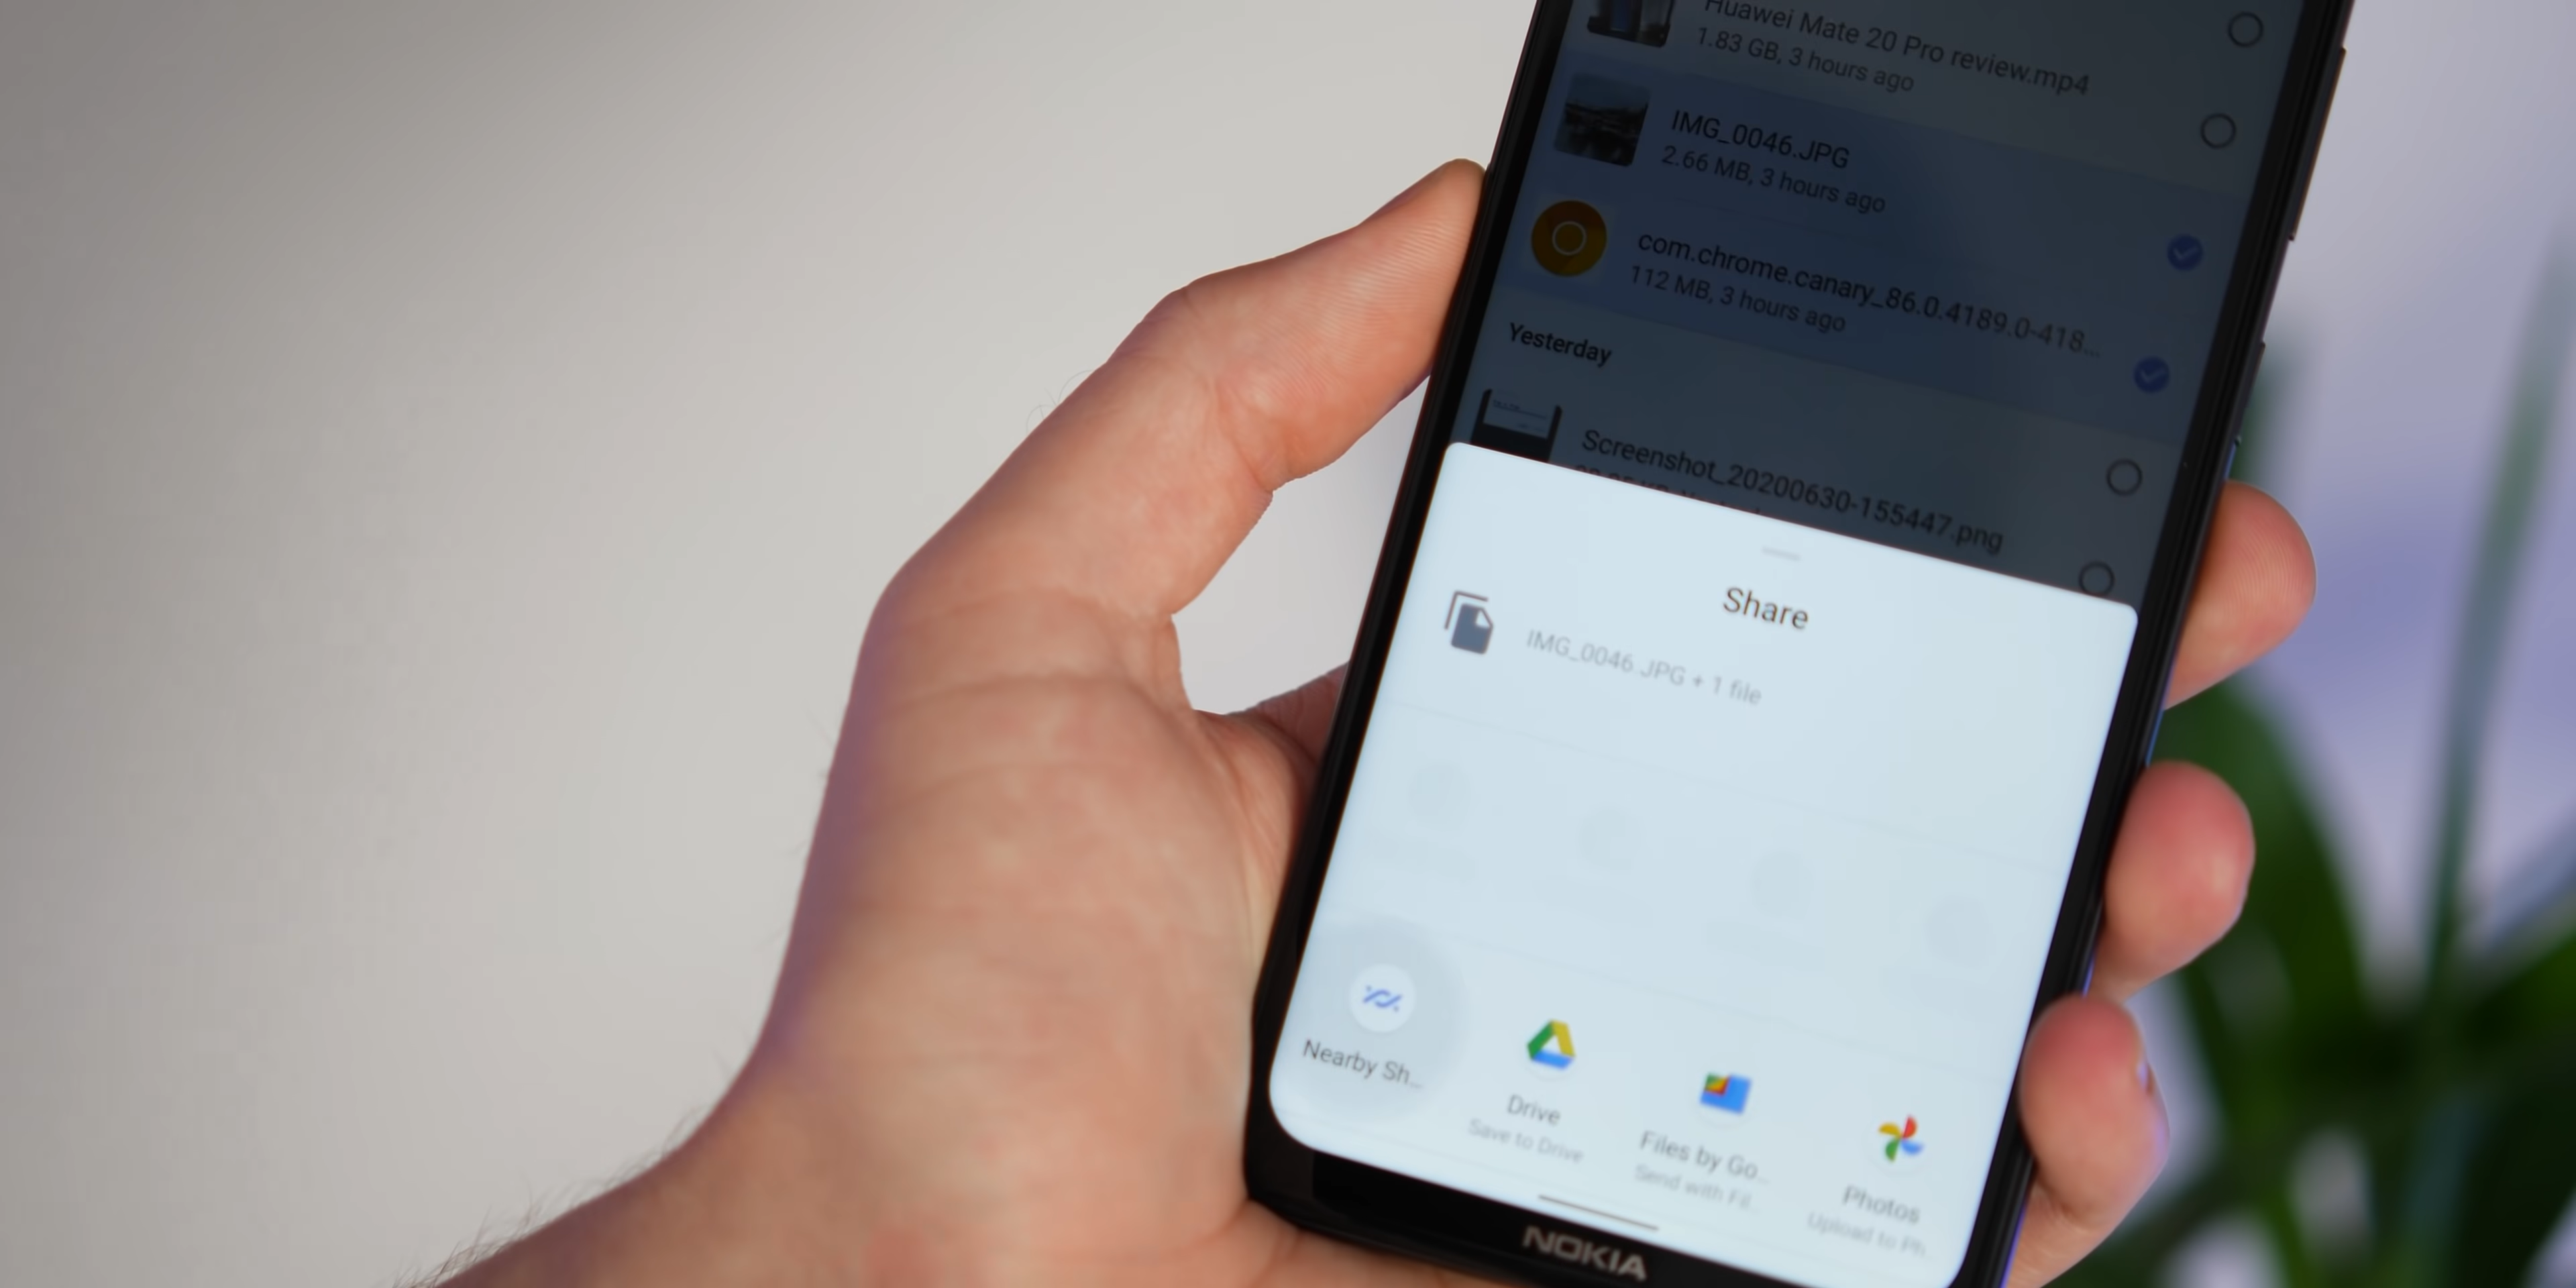 Huawei Mate 20 Pro review.mp4
1.83 GB, 3 hours ago
IMG_0046.JPG
2.66 MB, 3 hours ago
com.chrome.canary_86.0.4189.0-418...
112 MB, 3 hours ago
Yesterday
Screenshot_20200630-155447.png
Share
IMG_0046.JPG + 1 file
Nearby Sh...
Drive
Save to Drive
Files by Go...
Send with Fil...
Photos
Upload to Ph...
NOKIA